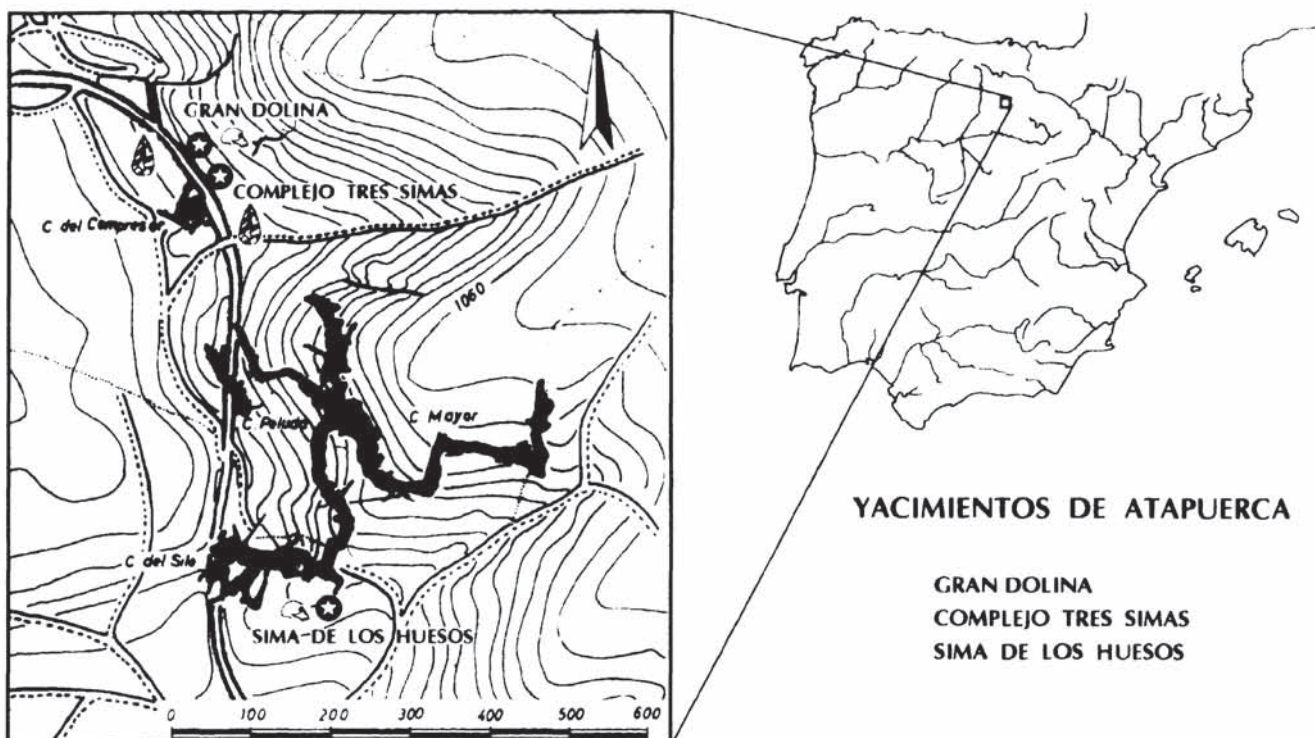 GRAN DOLINA
COMPLEJO TRES SIMAS
C. del Compresor
1060
C. Peluda
C. Mayor
C. del Silo
SIMA DE LOS HUESOS
0 100 200 300 400 500 600
YACIMIENTOS DE ATAPUERCA
GRAN DOLINA
COMPLEJO TRES SIMAS
SIMA DE LOS HUESOS